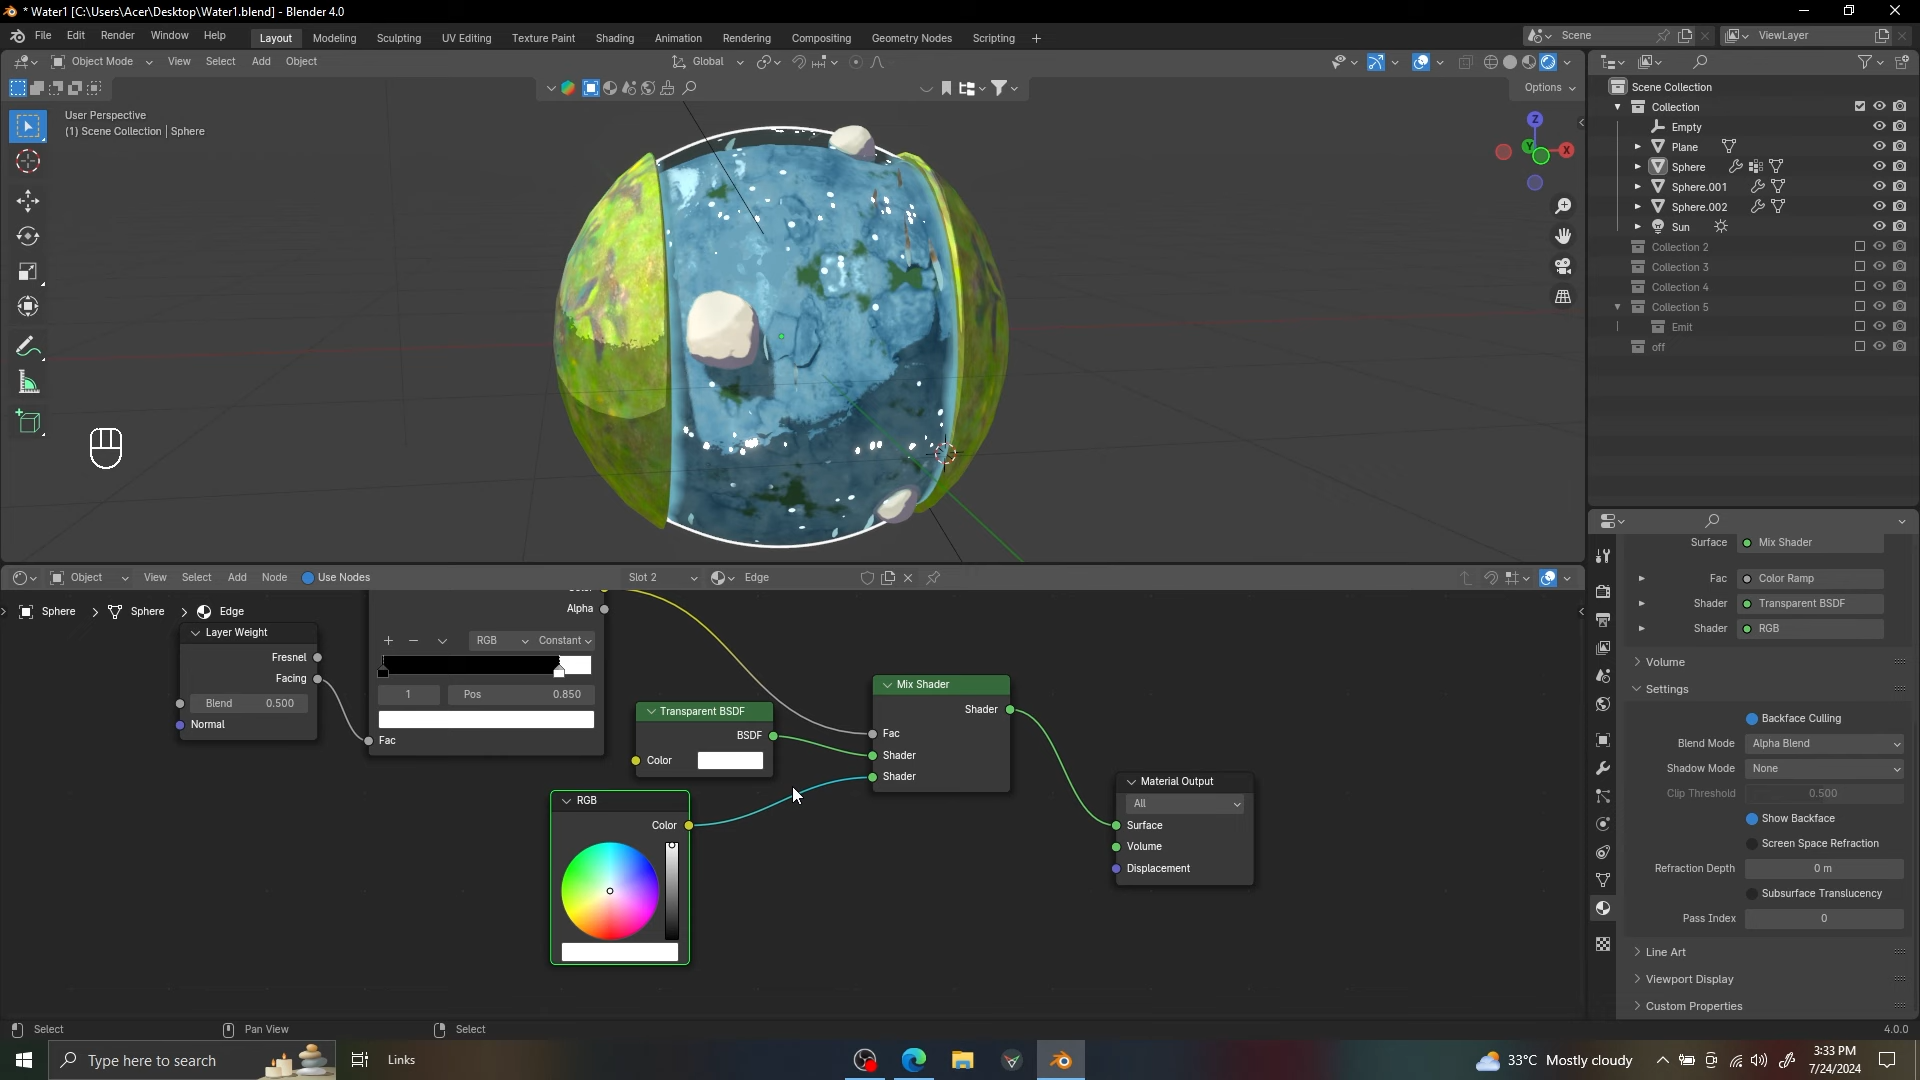 * Water1 [C:\Users\Acer\Desktop\Water1.blend] - Blender 4.0
File Edit Render Window Help Layout Modeling Sculpting UV Editing Texture Paint Shading Animation Rendering Compositing Geometry Nodes Scripting + Scene ViewLayer
Object Mode View Select Add Object Global
Options
User Perspective
(1) Scene Collection | Sphere
Z
Y
X
Scene Collection
Collection
Empty
Plane
Sphere
Sphere.001
Sphere.002
Sun
Collection 2
Collection 3
Collection 4
Collection 5
Emit
off
Object View Select Add Node Use Nodes Slot 2 Edge
Sphere > Sphere > Edge
Layer Weight
Fresnel
Facing
Blend 0.500
Normal
Alpha
RGB Constant
1 Pos 0.850
Fac
Transparent BSDF
BSDF
Color
RGB
Color
Mix Shader
Shader
Fac
Shader
Shader
Material Output
All
Surface
Volume
Displacement
Surface Mix Shader
Fac Color Ramp
Shader Transparent BSDF
Shader RGB
Volume
Settings
Backface Culling
Blend Mode Alpha Blend
Shadow Mode None
Clip Threshold 0.500
Show Backface
Screen Space Refraction
Refraction Depth 0 m
Subsurface Translucency
Pass Index 0
Line Art
Viewport Display
Custom Properties
Select Pan View Select 4.0.0
Type here to search Links 33°C Mostly cloudy 3:33 PM
7/24/2024